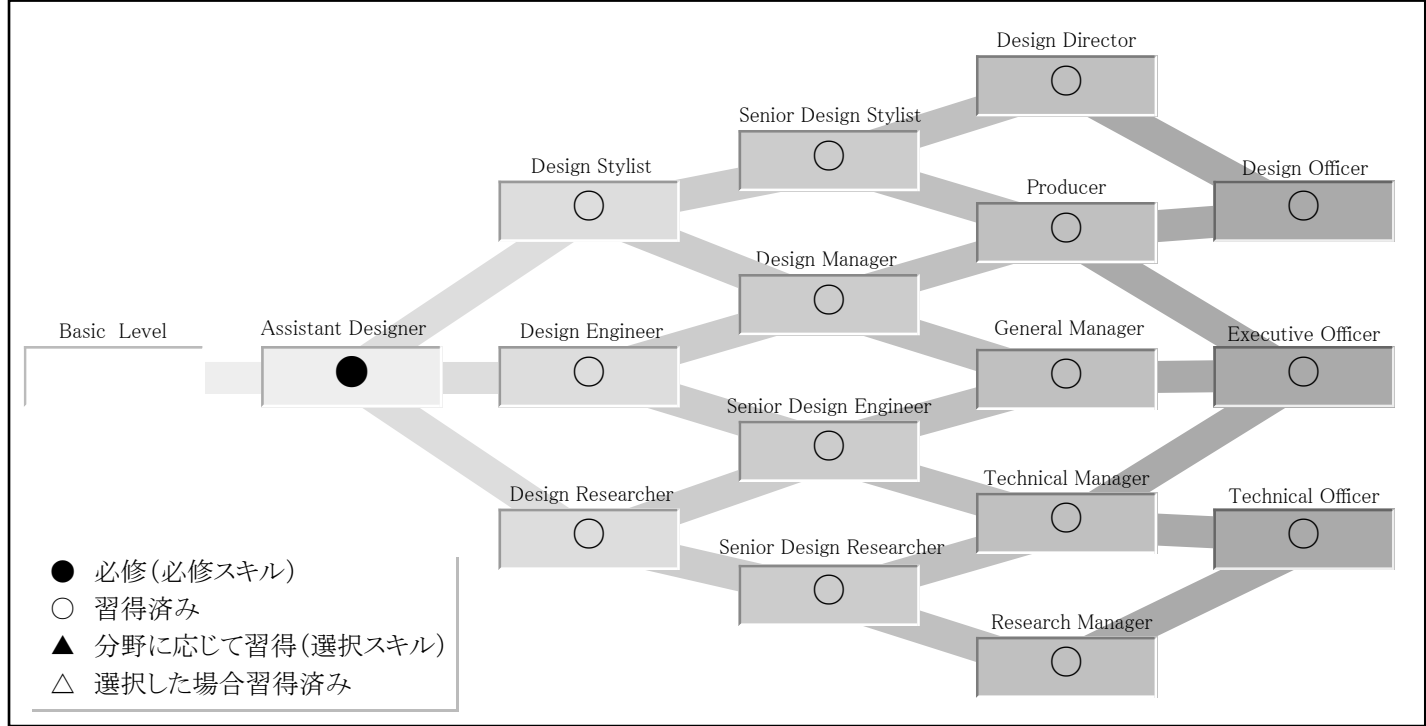 Design Director
Senior Design Stylist
Design Stylist
Design Officer
Producer
Design Manager
Basic Level
Assistant Designer
Design Engineer
General Manager
Executive Officer
Senior Design Engineer
Technical Manager
Design Researcher
Technical Officer
Senior Design Researcher
Research Manager
● 必修(必修スキル)
○ 習得済み
▲ 分野に応じて習得(選択スキル)
△ 選択した場合習得済み